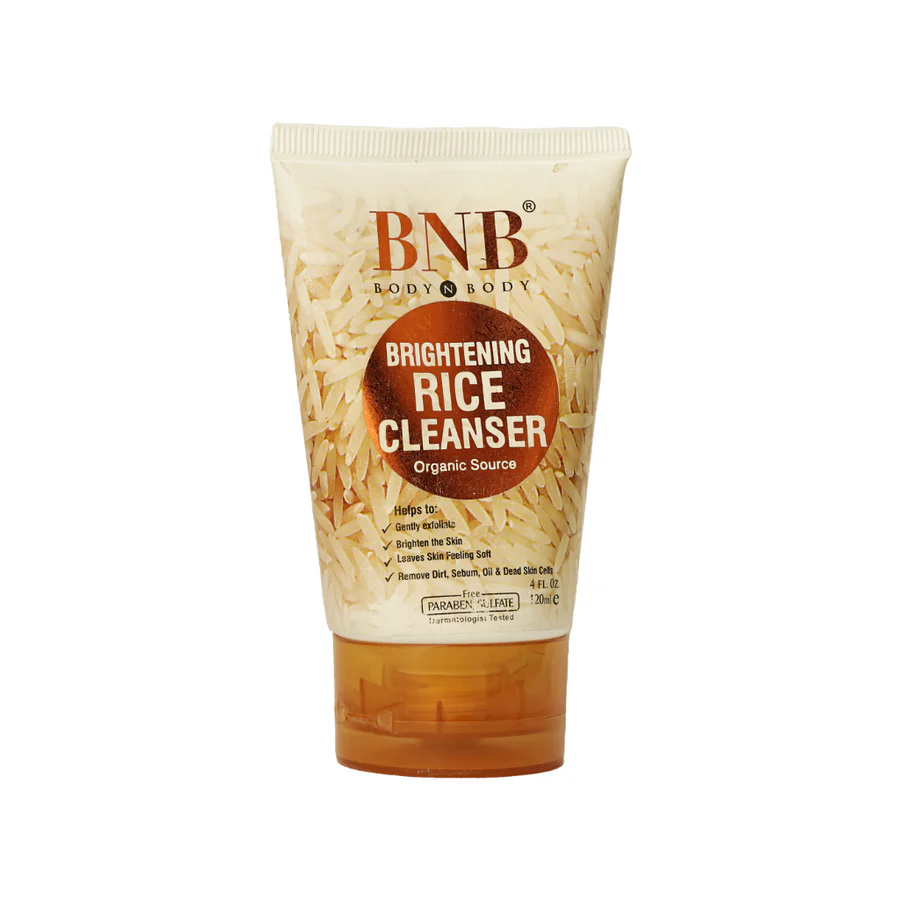 BNB®
BODY N BODY
BRIGHTENING
RICE
CLEANSER
Organic Source
Helps to:
✓ Gently exfoliate
✓ Brighten the Skin
✓ Leaves Skin Feeling Soft
✓ Remove Dirt, Sebum, Oil & Dead Skin Cells
4 FL. OZ.
120ml e
Free
PARABEN, SULFATE
Dermatologist Tested